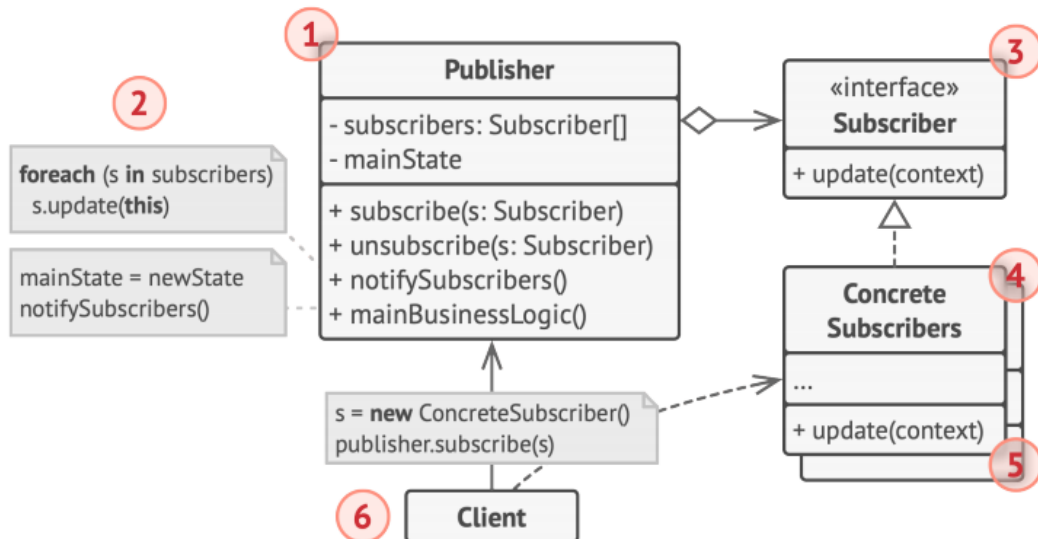 1
Publisher
- subscribers: Subscriber[]
- mainState
+ subscribe(s: Subscriber)
+ unsubscribe(s: Subscriber)
+ notifySubscribers()
+ mainBusinessLogic()
2
foreach (s in subscribers)
s.update(this)
mainState = newState
notifySubscribers()
3
«interface»
Subscriber
+ update(context)
4
Concrete
Subscribers
...
+ update(context)
5
s = new ConcreteSubscriber()
publisher.subscribe(s)
6
Client